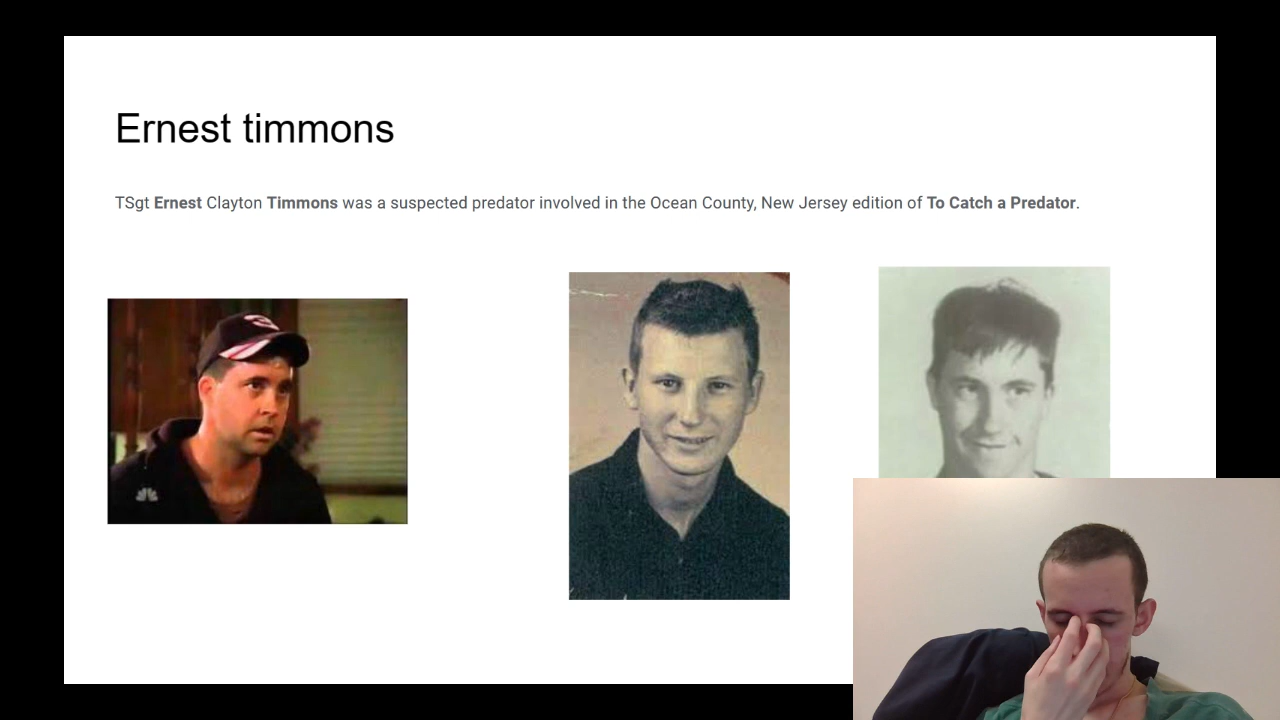 Ernest timmons
TSgt Ernest Clayton Timmons was a suspected predator involved in the Ocean County, New Jersey edition of To Catch a Predator.